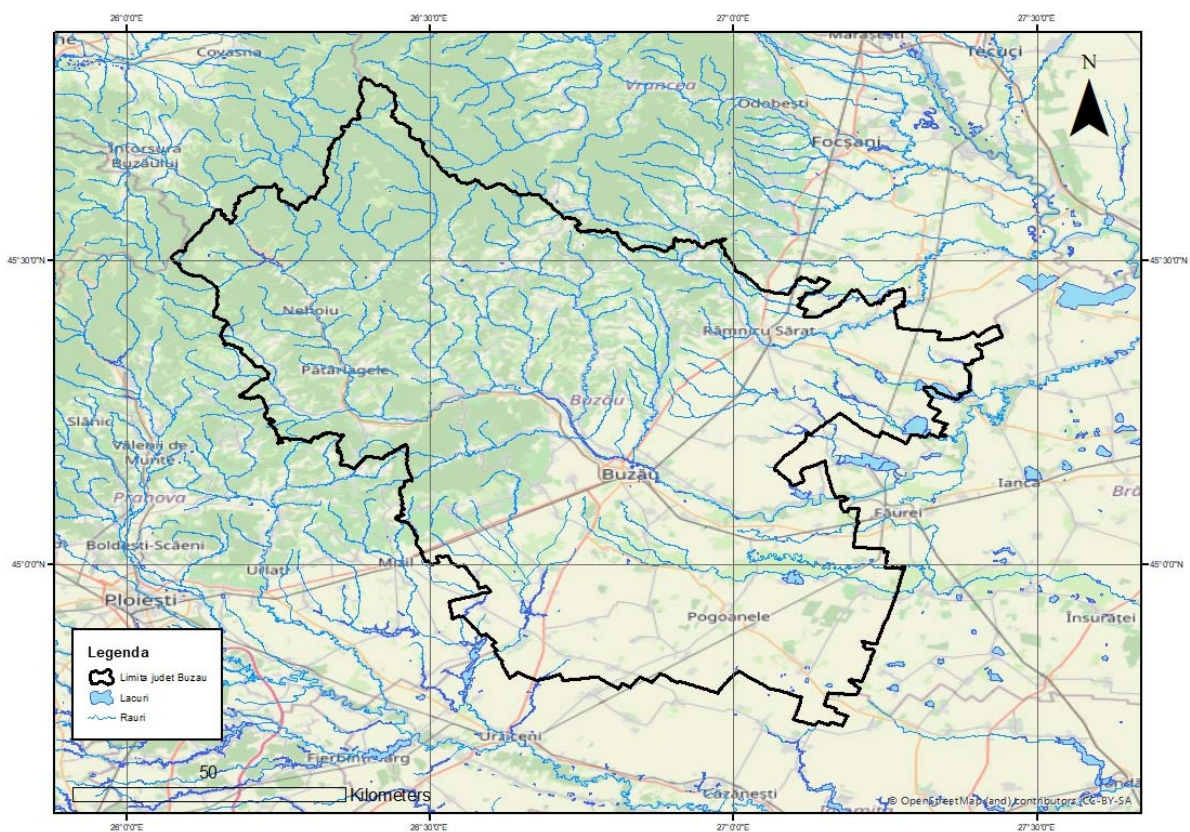 26°0'0"E 26°30'0"E 27°0'0"E 27°30'0"E
Mărășești
Covasna
Tecuci
Vrancea
N
Odobești
Focșani
Întorsura
Buzăului
45°30'0"N 45°30'0"N
Nehoiu
Râmnicu Sărat
Pătârlagele
Buzău
Slănic
Vălenii de
Munte
Buzău
Ianca
Prahova
Bră
Făurei
Boldești-Scăeni
45°0'0"N 45°0'0"N
Mizil
Urlați
Ploiești
Pogoanele
Însurăței
Legenda
Limita judet Buzau
Lacuri
Rauri
Urziceni
Fierbinți-Târg
50
Kilometers
Căzănești
Ialomița
© OpenStreetMap (and) contributors, CC-BY-SA
26°0'0"E 26°30'0"E 27°0'0"E 27°30'0"E